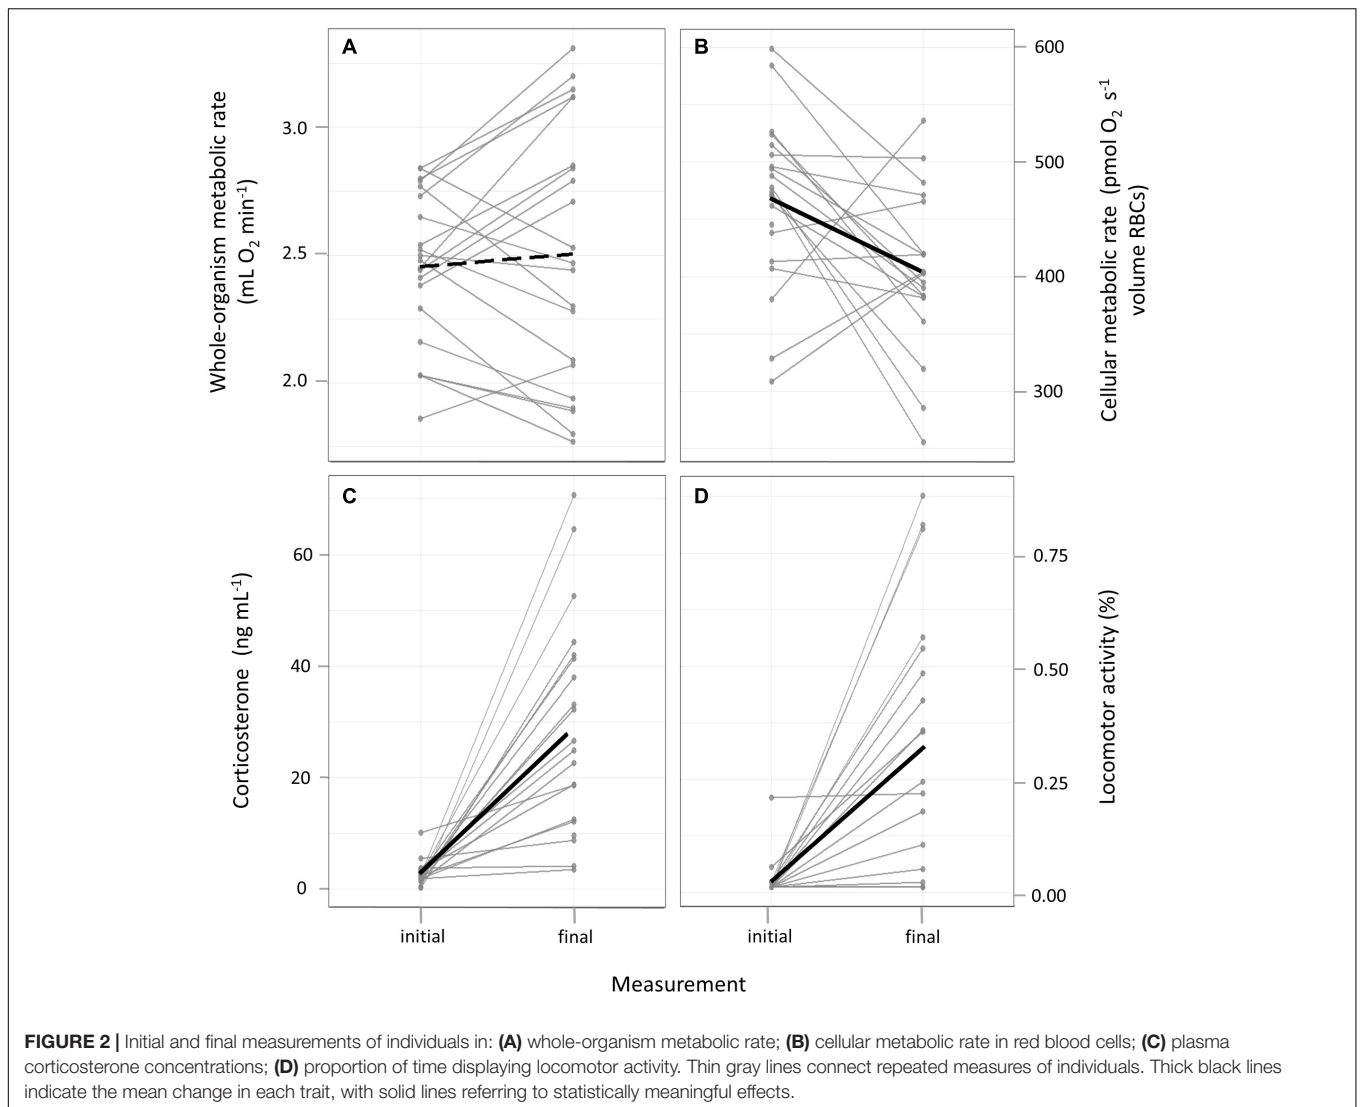 A
B
Whole-organism metabolic rate
(mL O2 min-1)
3.0
2.5
2.0
600
500
400
300
Cellular metabolic rate (pmol O2 s-1
volume RBCs)
C
D
Corticosterone (ng mL-1)
60
40
20
0
0.75
0.50
0.25
0.00
Locomotor activity (%)
initial
final
initial
final
Measurement
FIGURE 2 | Initial and final measurements of individuals in: (A) whole-organism metabolic rate; (B) cellular metabolic rate in red blood cells; (C) plasma
corticosterone concentrations; (D) proportion of time displaying locomotor activity. Thin gray lines connect repeated measures of individuals. Thick black lines
indicate the mean change in each trait, with solid lines referring to statistically meaningful effects.